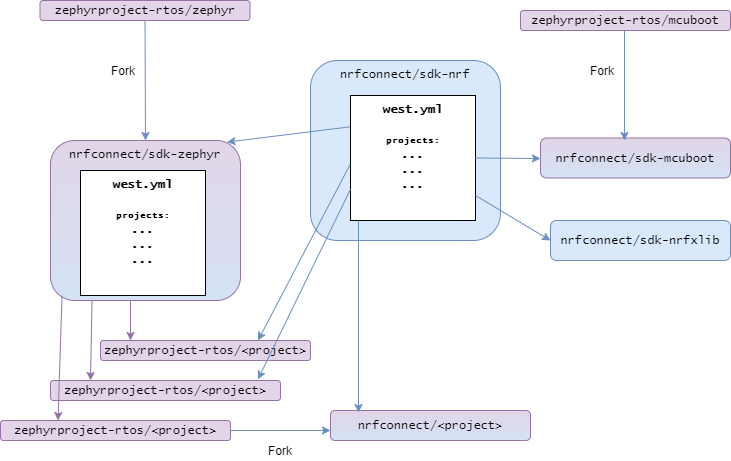 zephyrproject-rtos/zephyr
zephyrproject-rtos/mcuboot
Fork
nrfconnect/sdk-nrf
Fork
west.yml
projects:
...
...
...
nrfconnect/sdk-zephyr
nrfconnect/sdk-mcuboot
west.yml
projects:
...
...
...
nrfconnect/sdk-nrfxlib
zephyrproject-rtos/<project>
zephyrproject-rtos/<project>
zephyrproject-rtos/<project>
Fork
nrfconnect/<project>